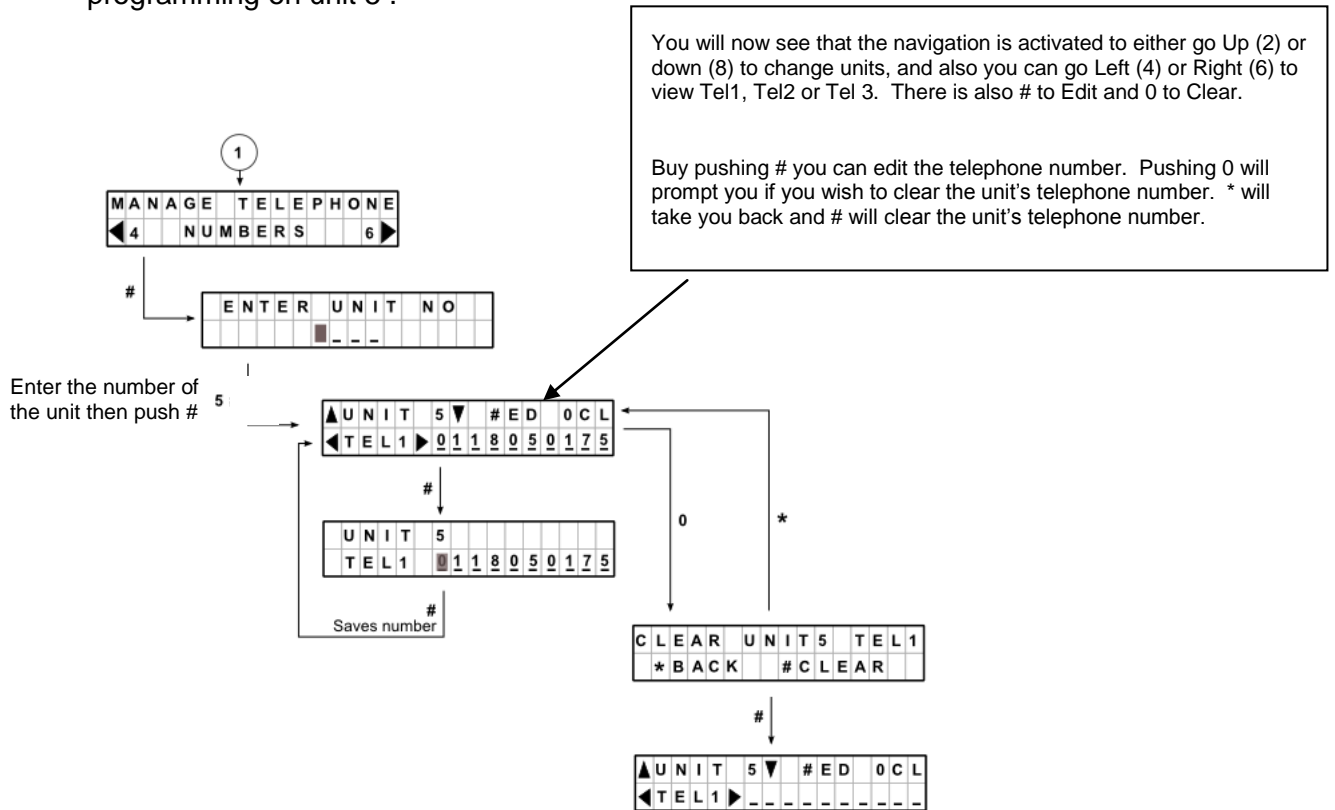 programming on unit 5 .
You will now see that the navigation is activated to either go Up (2) or
down (8) to change units, and also you can go Left (4) or Right (6) to
view Tel1, Tel2 or Tel 3. There is also # to Edit and 0 to Clear.
Buy pushing # you can edit the telephone number. Pushing 0 will
prompt you if you wish to clear the unit’s telephone number. * will
take you back and # will clear the unit’s telephone number.
1
MANAGE TELEPHONE
◀4 NUMBERS 6▶
#
ENTER UNIT NO
_ _ _
Enter the number of
the unit then push #
5
▲UNIT 5▼ #ED 0CL
◀TEL1▶0118050175
#
UNIT 5
TEL1 0118050175
#
Saves number
0
*
CLEAR UNIT5 TEL1
*BACK #CLEAR
#
▲UNIT 5▼ #ED 0CL
◀TEL1▶_ _ _ _ _ _ _ _ _ _